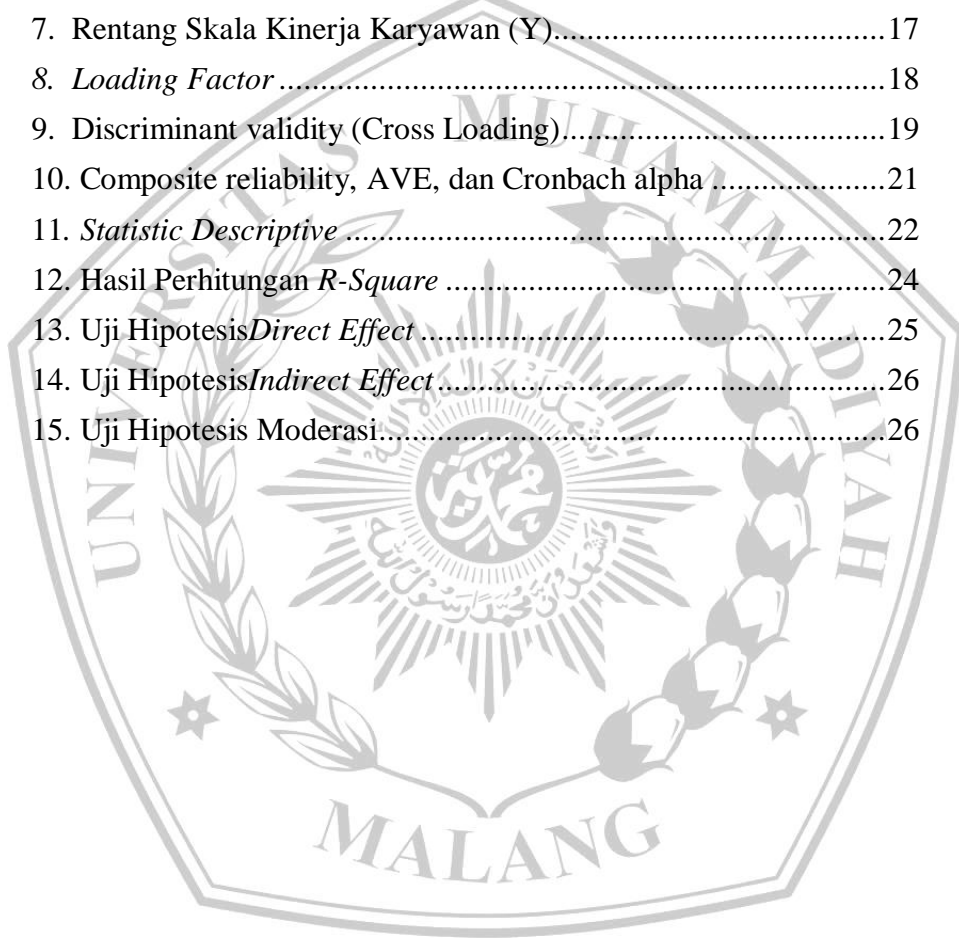 7. Rentang Skala Kinerja Karyawan (Y)....................................17
8. Loading Factor..................................................................18
9. Discriminant validity (Cross Loading)...................................19
10. Composite reliability, AVE, dan Cronbach alpha...................21
11. Statistic Descriptive...........................................................22
12. Hasil Perhitungan R-Square................................................24
13. Uji HipotesisDirect Effect..................................................25
14. Uji HipotesisIndirect Effect................................................26
15. Uji Hipotesis Moderasi......................................................26
UNIVERSITAS MUHAMMADIYAH
MALANG